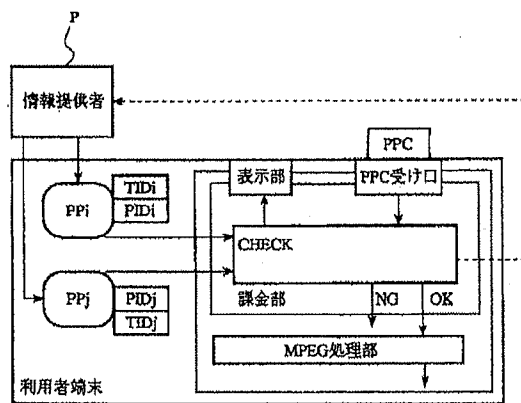 P
情報提供者
PPC
表示部
PPC受け口
TIDi
PPi
PIDi
CHECK
PPj
PIDj
TIDj
課金部
NG
OK
MPEG処理部
利用者端末